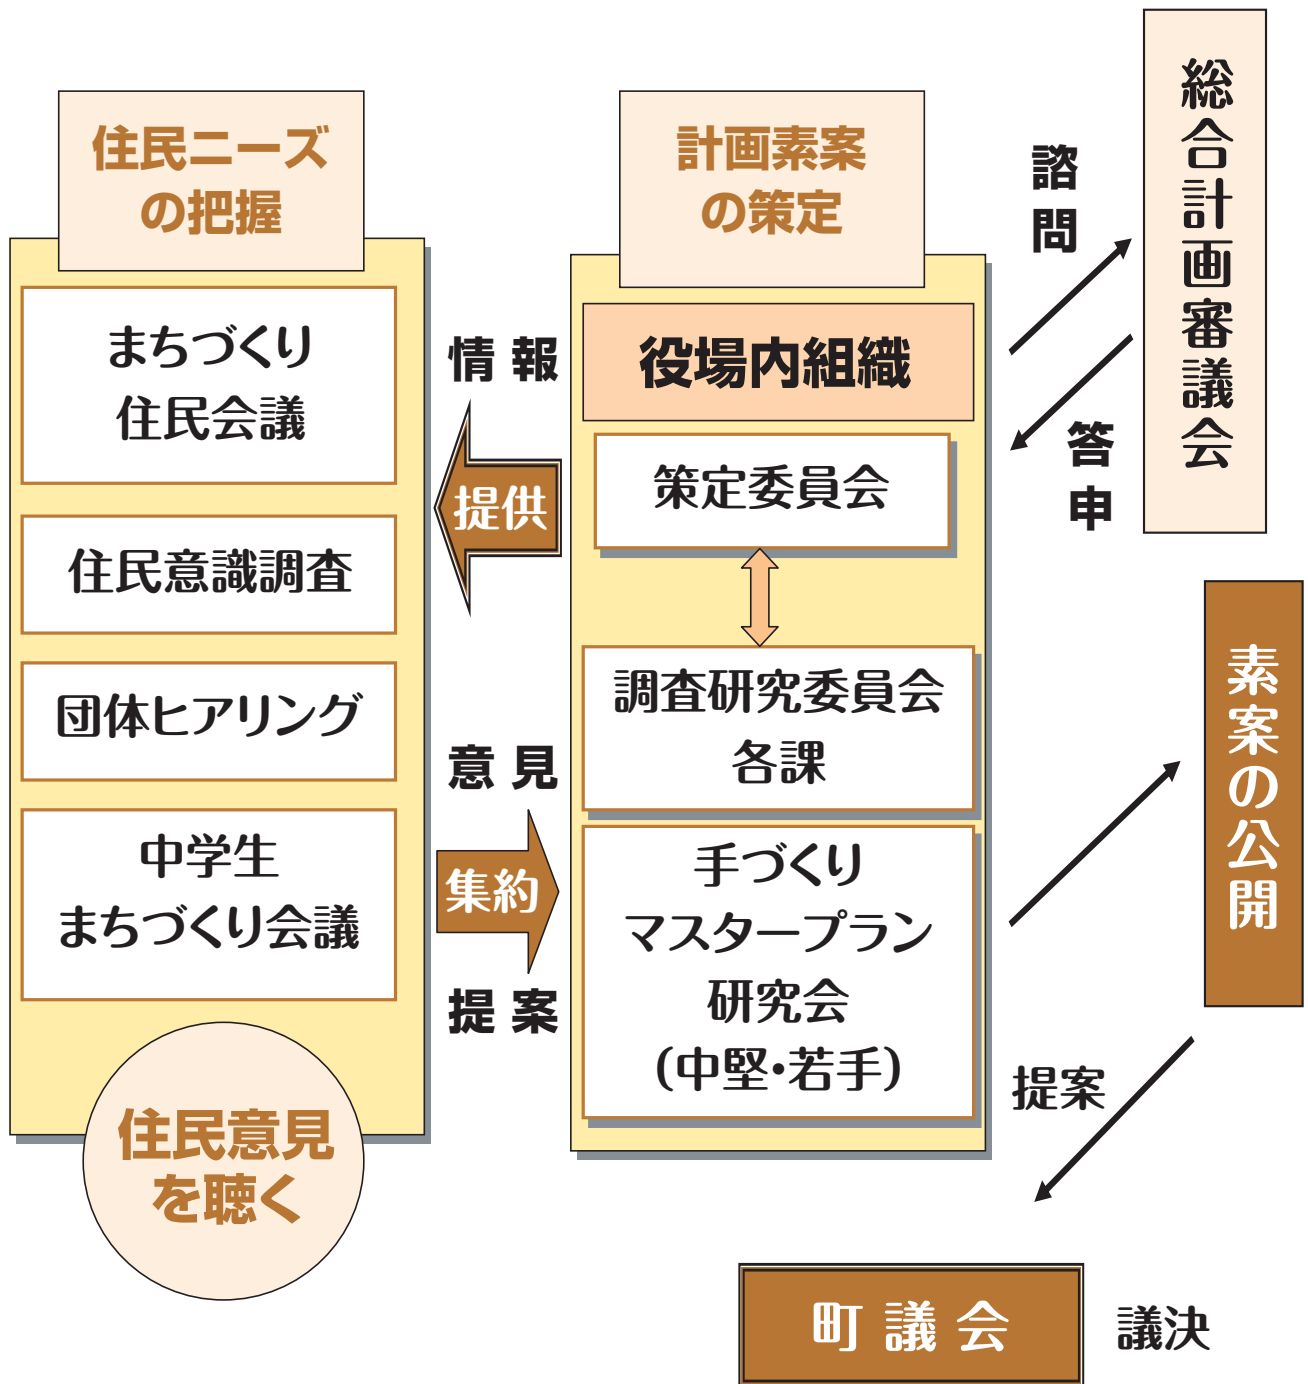 住民ニーズ
の把握
まちづくり
住民会議
住民意識調査
団体ヒアリング
中学生
まちづくり会議
住民意見
を聴く
情報
提供
意見
集約
提案
計画素案
の策定
役場内組織
策定委員会
調査研究委員会
各課
手づくり
マスタープラン
研究会
(中堅・若手)
諮問
答申
総合計画審議会
素案の公開
提案
町議会
議決